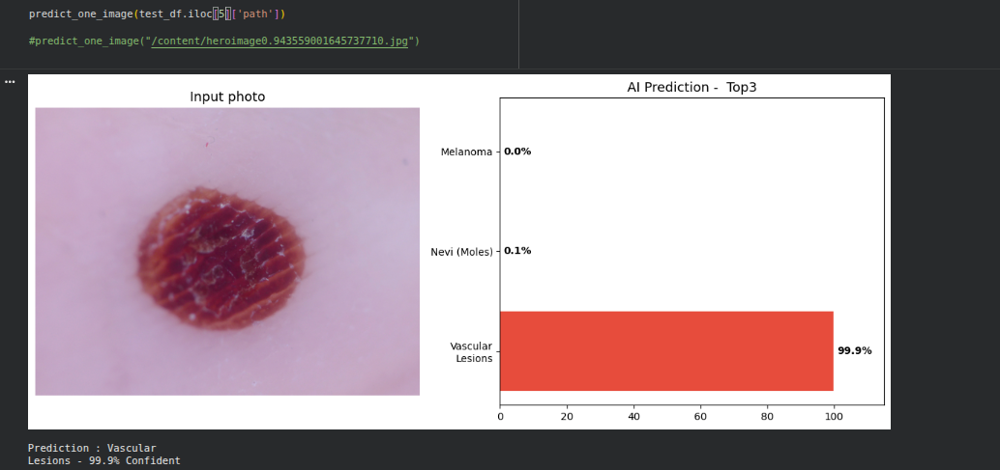 predict_one_image(test_df.iloc[5]['path'])
#predict_one_image("/content/heroimage0.943559001645737710.jpg")
Input photo
AI Prediction -  Top3
Melanoma
0.0%
Nevi (Moles)
0.1%
Vascular
Lesions
99.9%
0 20 40 60 80 100
Prediction : Vascular
Lesions - 99.9% Confident